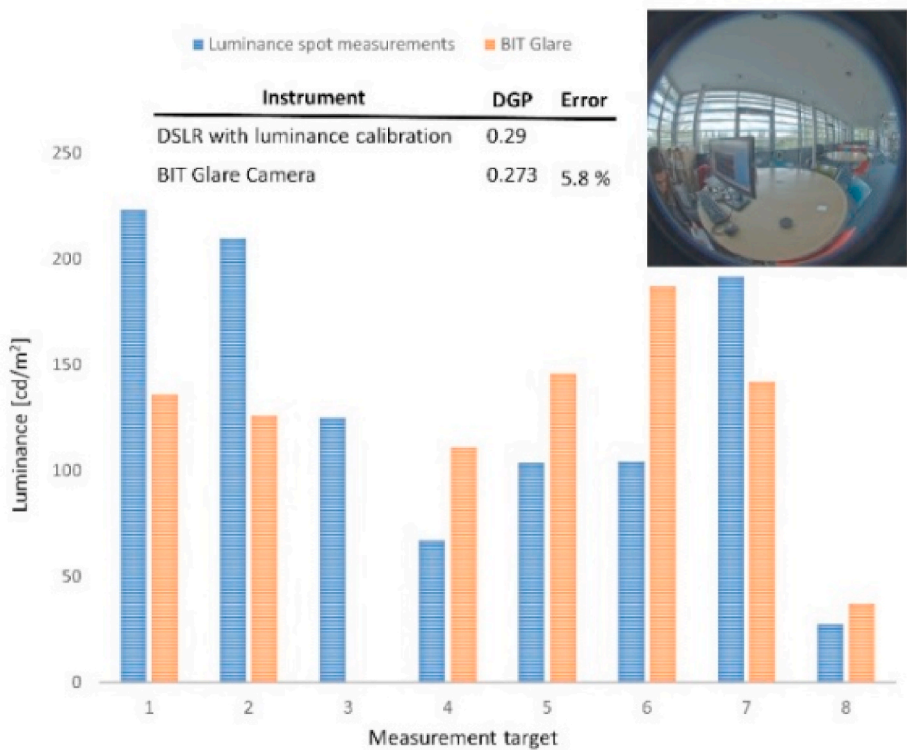 Luminance spot measurements BIT Glare
Instrument DGP Error
DSLR with luminance calibration 0.29
BIT Glare Camera 0.273 5.8 %
250
200
150
100
50
0
Luminance [cd/m²]
1 2 3 4 5 6 7 8
Measurement target